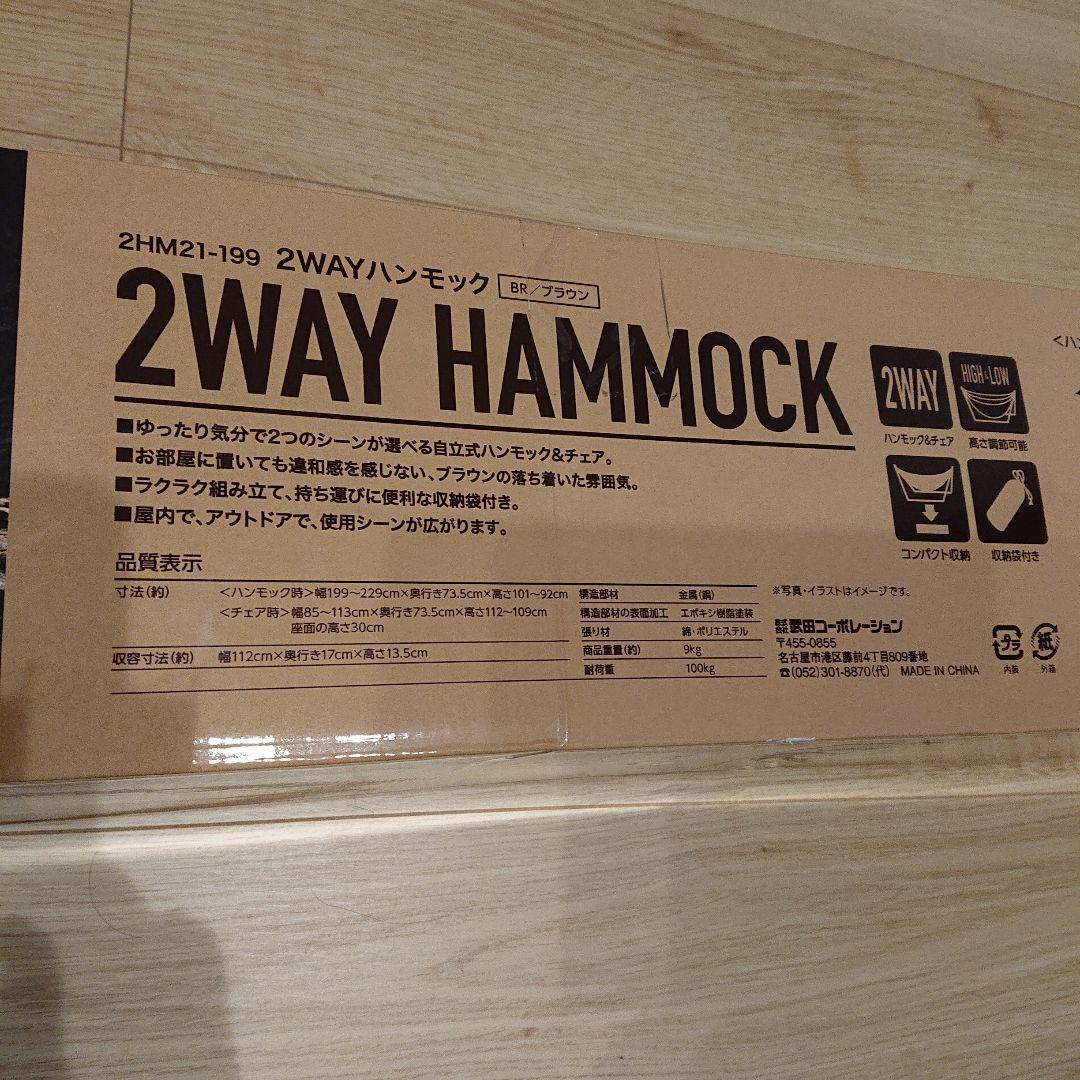 2HM21-199 2WAYハンモック BR／ブラウン
2WAY HAMMOCK
■ゆったり気分で2つのシーンが選べる自立式ハンモック&チェア。
■お部屋に置いても違和感を感じない、ブラウンの落ち着いた雰囲気。
■ラクラク組み立て、持ち運びに便利な収納袋付き。
■屋内で、アウトドアで、使用シーンが広がります。
2WAY
ハンモック&チェア
HIGH&LOW
高さ調節可能
コンパクト収納
収納袋付き
品質表示
寸法(約) <ハンモック時>幅199～229cm×奥行き73.5cm×高さ101～92cm
<チェア時>幅85～113cm×奥行き73.5cm×高さ112～109cm
座面の高さ30cm
収容寸法(約) 幅112cm×奥行き17cm×高さ13.5cm
構造部材 金属(鋼)
構造部材の表面加工 エポキシ樹脂塗装
張り材 綿・ポリエステル
商品重量(約) 9kg
耐荷重 100kg
※写真・イラストはイメージです。
株式会社武田コーポレーション
〒455-0855
名古屋市港区藤前4丁目809番地
☎(052)301-8870(代) MADE IN CHINA
プラ
内装
紙
外箱
<ハン